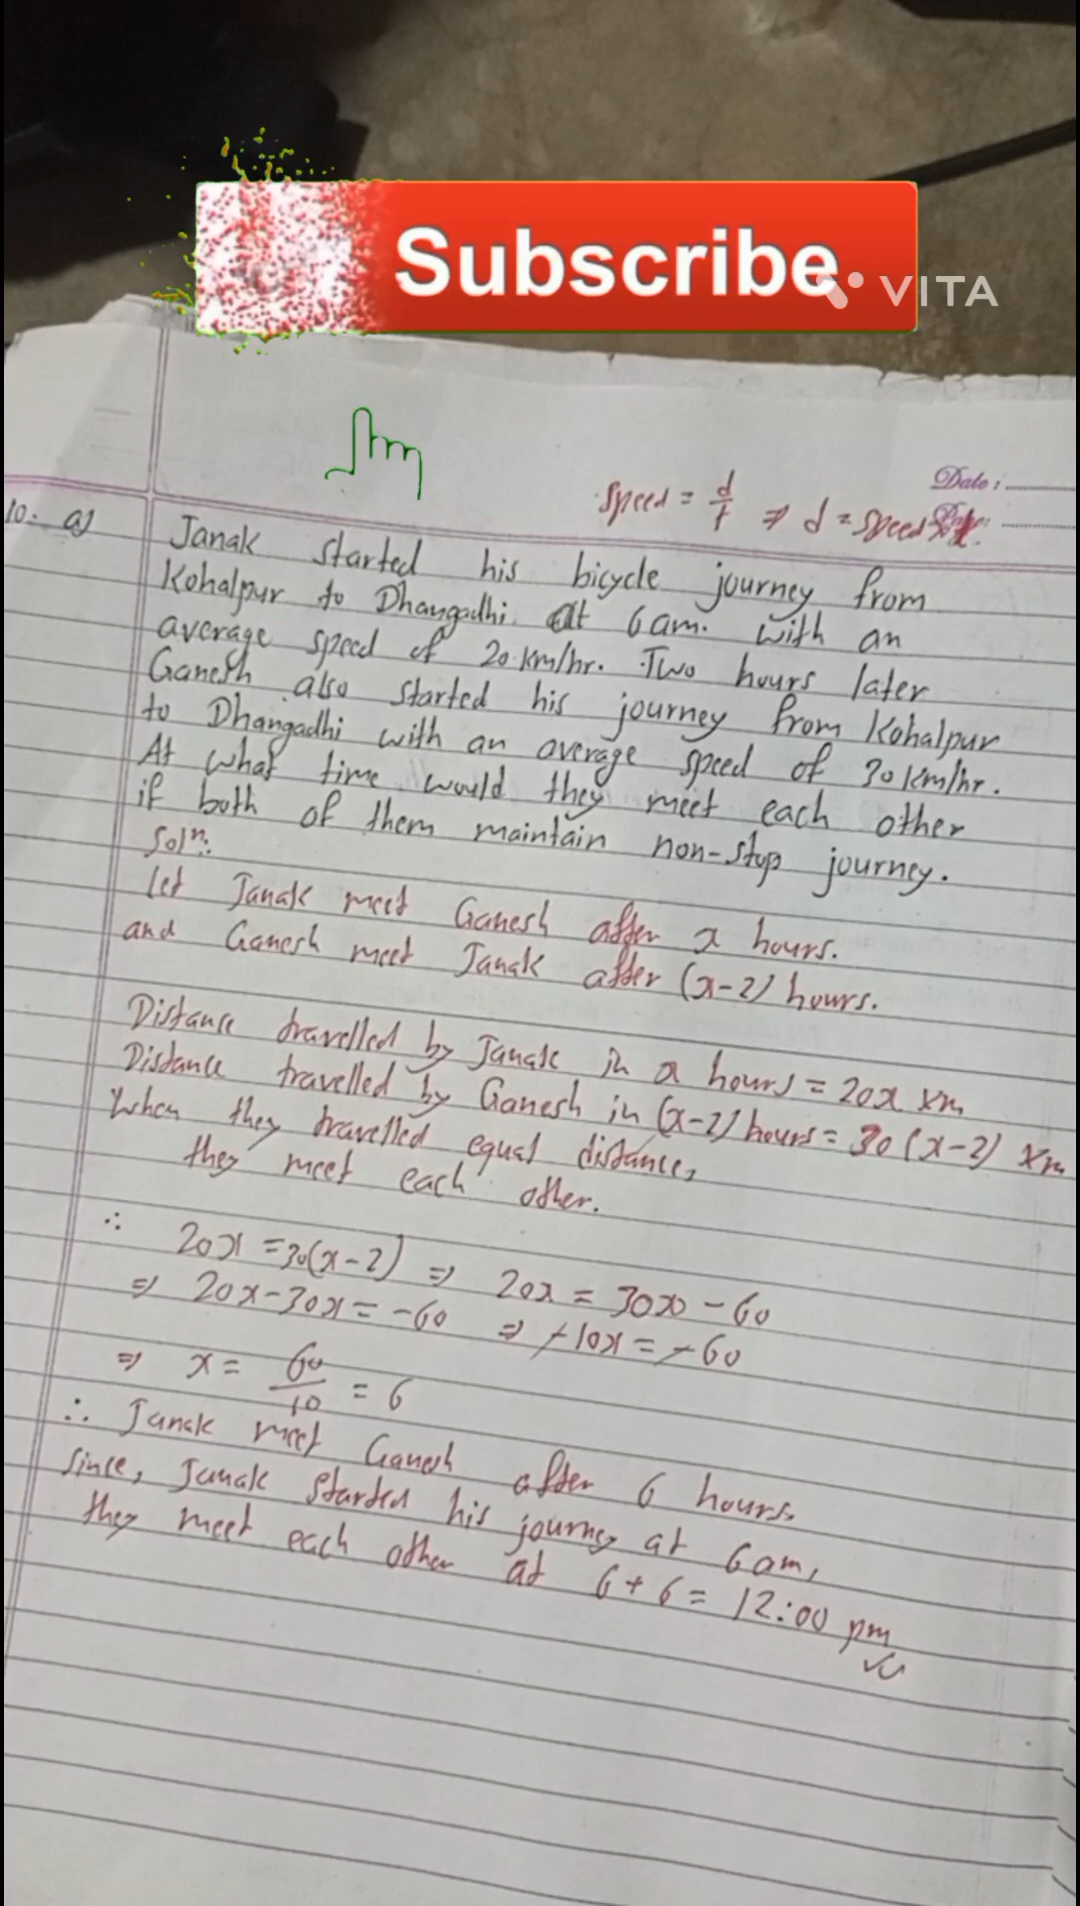 Subscribe
VITA
Date:
speed = d/t ⇒ d = speed × t.
10. a) Janak started his bicycle journey from
Kohalpur to Dhangadhi At 6am. with an
average speed of 20 km/hr. Two hours later
Ganesh also started his journey from Kohalpur
to Dhangadhi with an average speed of 30 km/hr.
At what time would they meet each other
if both of them maintain non-stop journey.
Solⁿ:
Let Janak meet Ganesh after x hours.
and Ganesh meet Janak after (x-2) hours.
Distance travelled by Janak in x hours = 20x km
Distance travelled by Ganesh in (x-2) hours = 30(x-2) km
When they travelled equal distance,
they meet each other.
∴ 20x = 30(x-2) ⇒ 20x = 30x - 60
⇒ 20x - 30x = -60 ⇒ -10x = -60
⇒ x = 60/10 = 6
∴ Janak meet Ganesh after 6 hours.
Since, Janak started his journey at 6am,
they meet each other at 6+6 = 12:00 pm